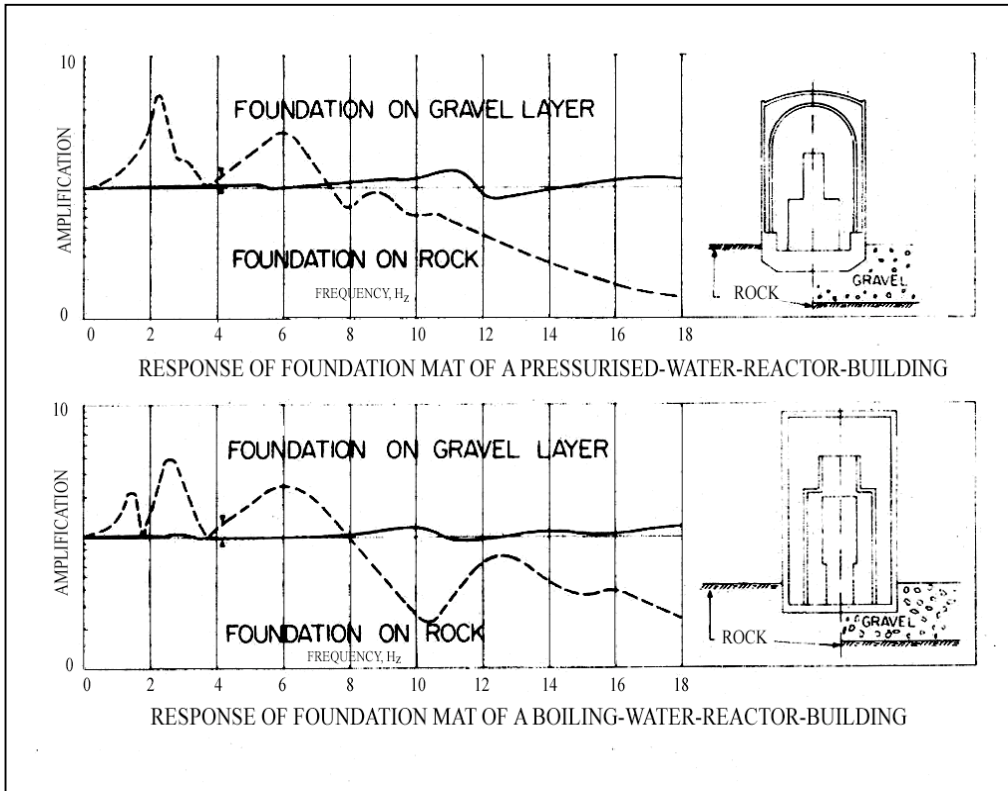 10
FOUNDATION ON GRAVEL LAYER
AMPLIFICATION
FOUNDATION ON ROCK
GRAVEL
FREQUENCY, Hz
ROCK
0
0 2 4 6 8 10 12 14 16 18
RESPONSE OF FOUNDATION MAT OF A PRESSURISED-WATER-REACTOR-BUILDING
10
FOUNDATION ON GRAVEL LAYER
AMPLIFICATION
GRAVEL
FOUNDATION ON ROCK
ROCK
FREQUENCY, Hz
0
0 2 4 6 8 10 12 14 16 18
RESPONSE OF FOUNDATION MAT OF A BOILING-WATER-REACTOR-BUILDING